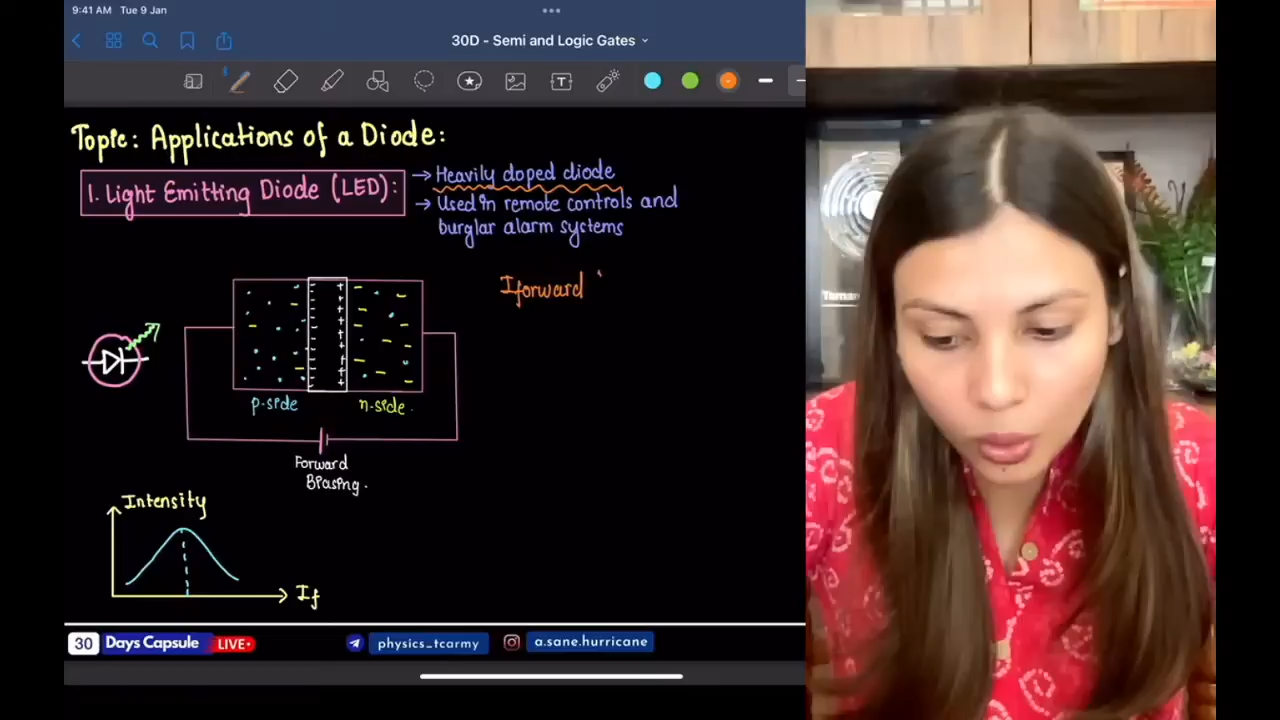 9:41 AM Tue 9 Jan
30D - Semi and Logic Gates
T
Topic: Applications of a Diode:
1. Light Emitting Diode (LED):
→ Heavily doped diode
→ Used in remote controls and
burglar alarm systems
Iforward
p-side
n-side.
Forward
Biasing.
Intensity
If
30 Days Capsule LIVE
physics_tcarmy
a.sane.hurricane